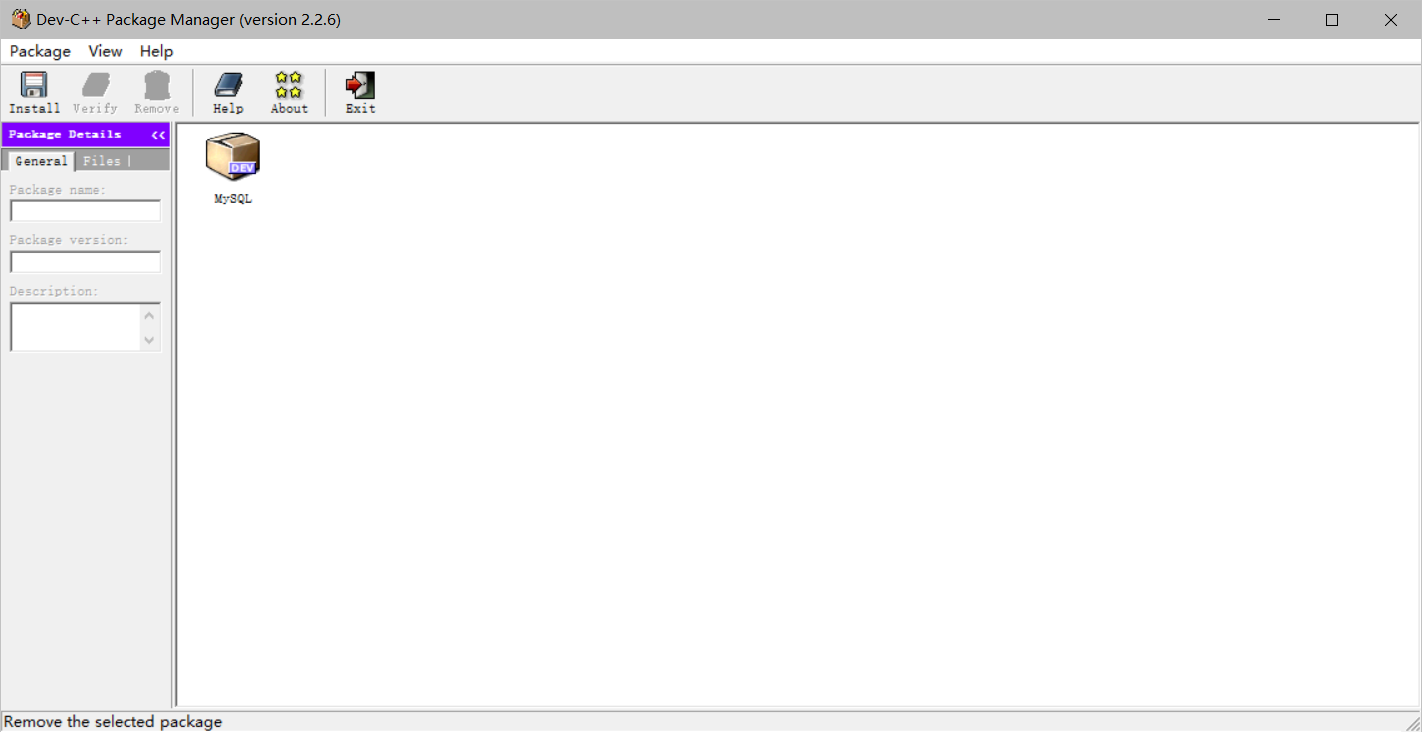 Dev-C++ Package Manager (version 2.2.6)
Package View Help
Install Verify Remove Help About Exit
Package Details <<
General Files
Package name:
Package version:
Description:
DEV
MySQL
Remove the selected package